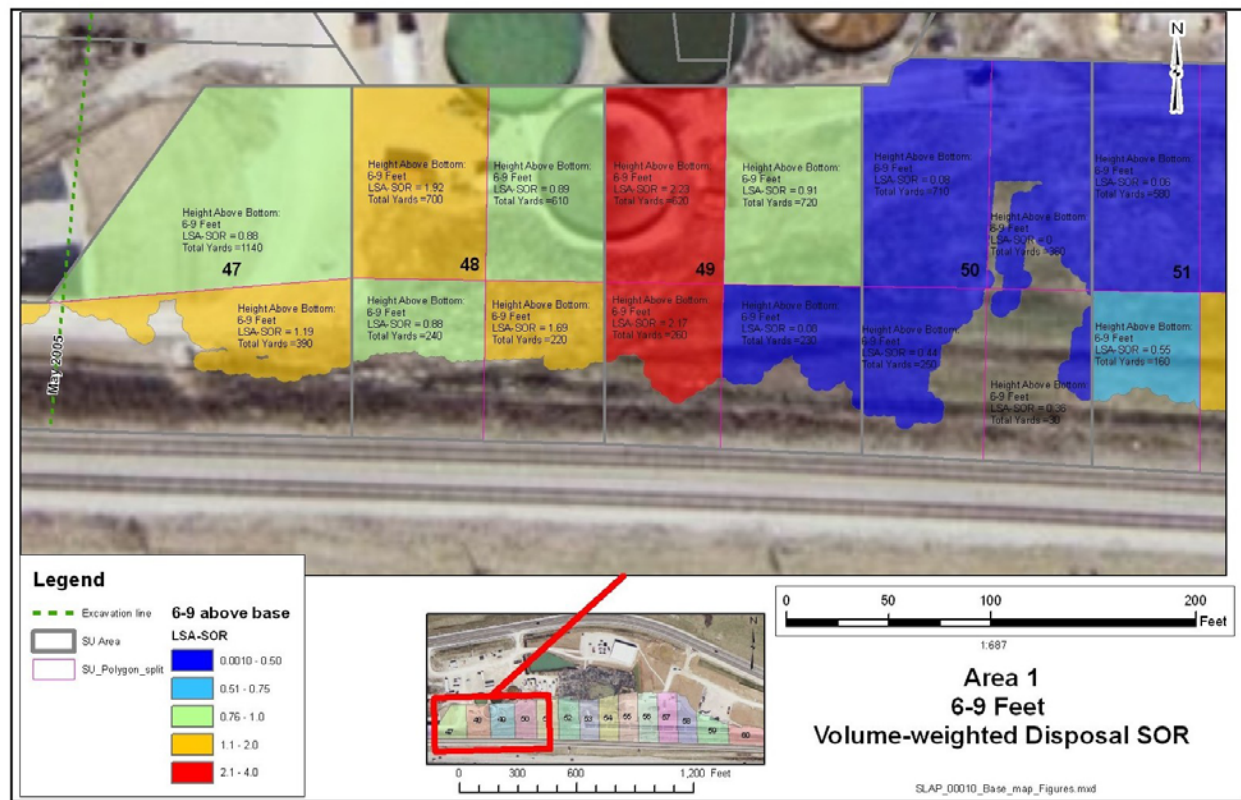 N
Height Above Bottom:
6-9 Feet
LSA-SOR = 0.88
Total Yards =1140
47
Height Above Bottom:
6-9 Feet
LSA-SOR = 1.92
Total Yards =700
48
Height Above Bottom:
6-9 Feet
LSA-SOR = 0.89
Total Yards =610
Height Above Bottom:
6-9 Feet
LSA-SOR = 2.23
Total Yards =620
49
Height Above Bottom:
6-9 Feet
LSA-SOR = 0.91
Total Yards =720
Height Above Bottom:
6-9 Feet
LSA-SOR = 0.08
Total Yards =710
50
Height Above Bottom:
6-9 Feet
LSA-SOR = 0
Total Yards =360
Height Above Bottom:
6-9 Feet
LSA-SOR = 0.06
Total Yards =580
51
Height Above Bottom:
6-9 Feet
LSA-SOR = 1.19
Total Yards =390
Height Above Bottom:
6-9 Feet
LSA-SOR = 0.88
Total Yards =240
Height Above Bottom:
6-9 Feet
LSA-SOR = 1.69
Total Yards =220
Height Above Bottom:
6-9 Feet
LSA-SOR = 2.17
Total Yards =260
Height Above Bottom:
6-9 Feet
LSA-SOR = 0.08
Total Yards =230
Height Above Bottom:
6-9 Feet
LSA-SOR = 0.44
Total Yards =250
Height Above Bottom:
6-9 Feet
LSA-SOR = 0.36
Total Yards =30
Height Above Bottom:
6-9 Feet
LSA-SOR = 0.55
Total Yards =160
May 2005
Legend
Excavation line
SU Area
SU_Polygon_split
6-9 above base
LSA-SOR
0.0010 - 0.50
0.51 - 0.75
0.76 - 1.0
1.1 - 2.0
2.1 - 4.0
N
47 48 49 50 51 52 53 54 55 56 57 58 59 60
0 300 600 1,200 Feet
0 50 100 200
Feet
1:687
Area 1
6-9 Feet
Volume-weighted Disposal SOR
SLAP_00010_Base_map_Figures.mxd